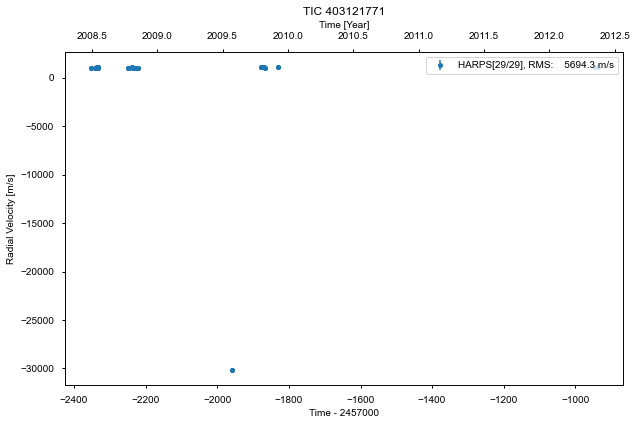 TIC 403121771
Time [Year]
2008.5 2009.0 2009.5 2010.0 2010.5 2011.0 2011.5 2012.0 2012.5
HARPS[29/29], RMS: 5694.3 m/s
0
−5000
−10000
−15000
−20000
−25000
−30000
Radial Velocity [m/s]
−2400 −2200 −2000 −1800 −1600 −1400 −1200 −1000
Time - 2457000